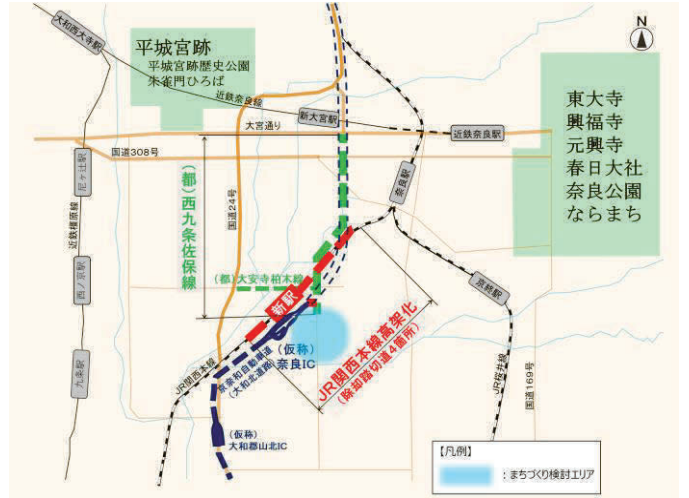 大和西大寺駅
平城宮跡
平城宮跡歴史公園
朱雀門ひろば
近鉄奈良線
新大宮駅
大宮通り
近鉄奈良駅
国道308号
N
東大寺
興福寺
元興寺
春日大社
奈良公園
ならまち
尼ヶ辻駅
近鉄橿原線
西ノ京駅
九条駅
(都)西九条佐保線
国道24号
奈良駅
(都)大安寺柏木線
新駅
京終駅
JR関西本線高架化
(除却踏切道4箇所)
(仮称)
奈良IC
京奈和自動車道
(大和北道路)
JR関西本線
JR桜井線
国道169号
(仮称)
大和郡山北IC
【凡例】
:まちづくり検討エリア